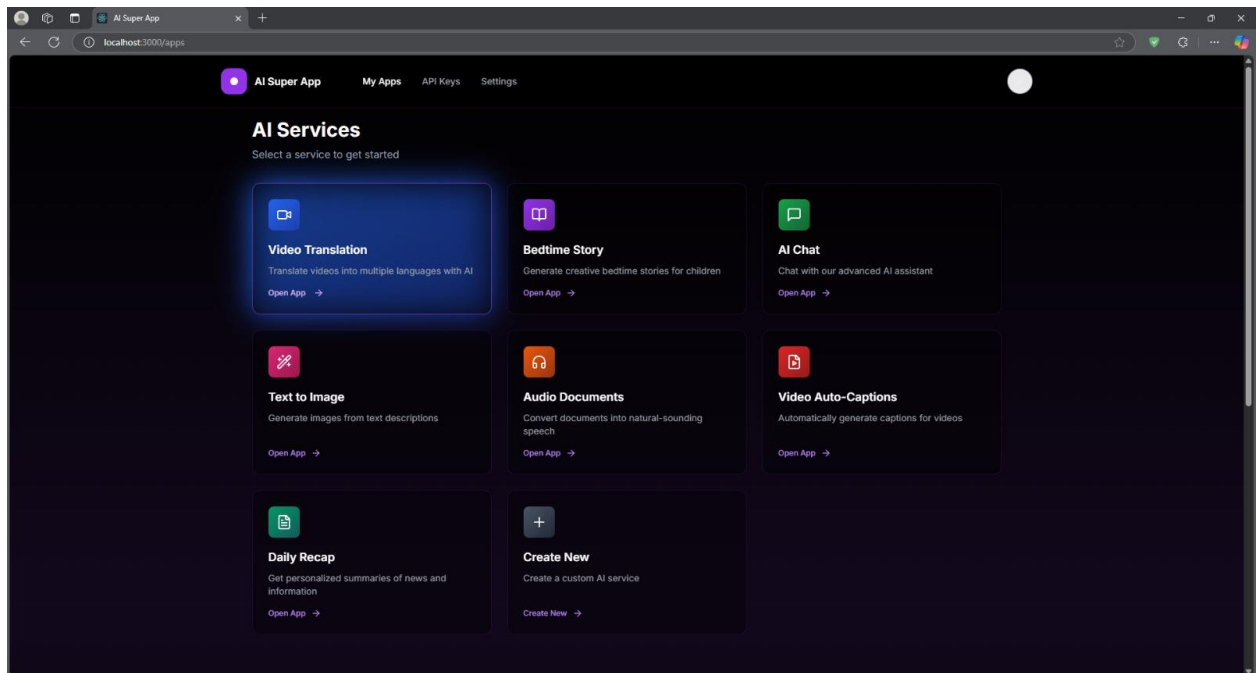 AI Super App
localhost:3000/apps
AI Super App
My Apps
API Keys
Settings
AI Services
Select a service to get started
Video Translation
Translate videos into multiple languages with AI
Open App →
Bedtime Story
Generate creative bedtime stories for children
Open App →
AI Chat
Chat with our advanced AI assistant
Open App →
Text to Image
Generate images from text descriptions
Open App →
Audio Documents
Convert documents into natural-sounding
speech
Open App →
Video Auto-Captions
Automatically generate captions for videos
Open App →
Daily Recap
Get personalized summaries of news and
information
Open App →
Create New
Create a custom AI service
Create New →